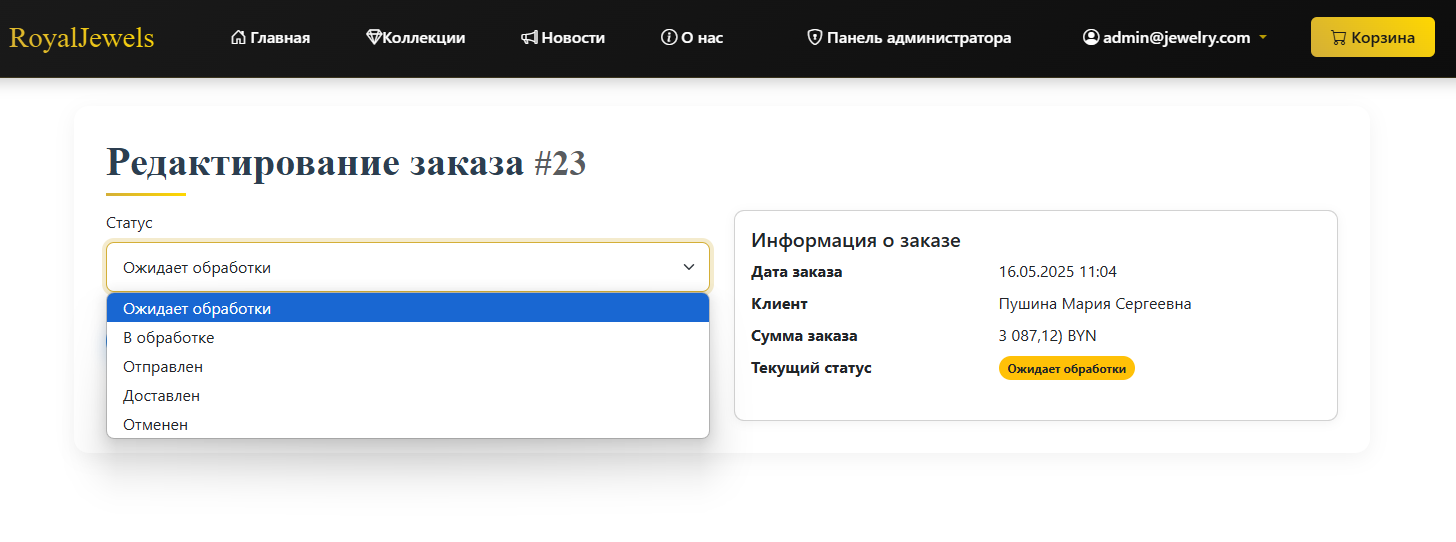 RoyalJewels Главная Коллекции Новости О нас Панель администратора admin@jewelry.com Корзина
Редактирование заказа #23
Статус
Ожидает обработки
Ожидает обработки
В обработке
Отправлен
Доставлен
Отменен
Информация о заказе
Дата заказа 16.05.2025 11:04
Клиент Пушина Мария Сергеевна
Сумма заказа 3 087,12) BYN
Текущий статус Ожидает обработки